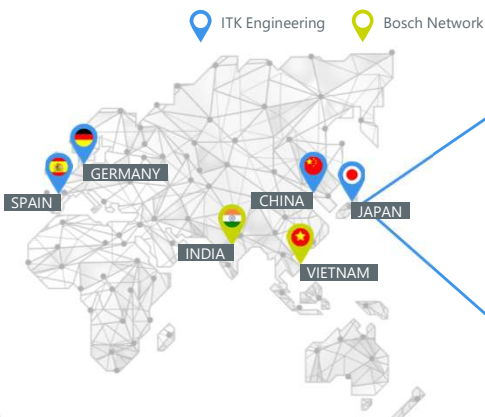 ITK Engineering
Bosch Network
GERMANY
SPAIN
CHINA
JAPAN
INDIA
VIETNAM